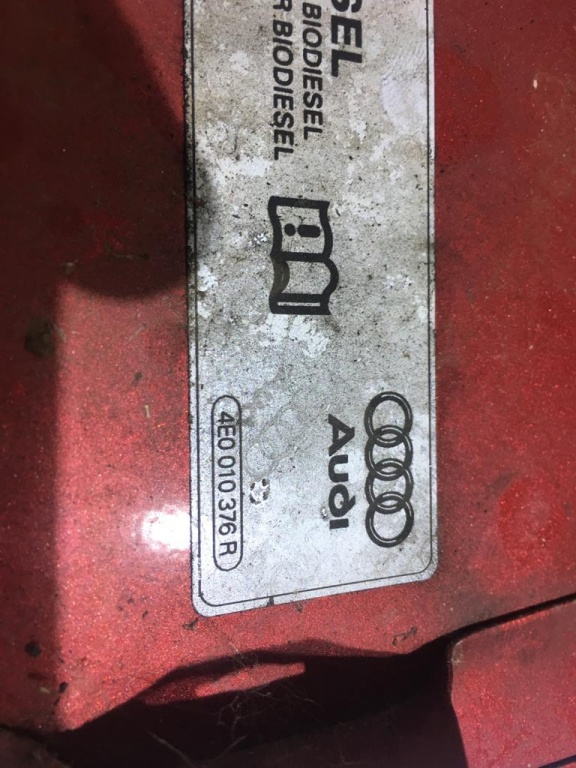 SEL
BIODIESEL
R BIODIESEL
Audi
4E0 010 376 R